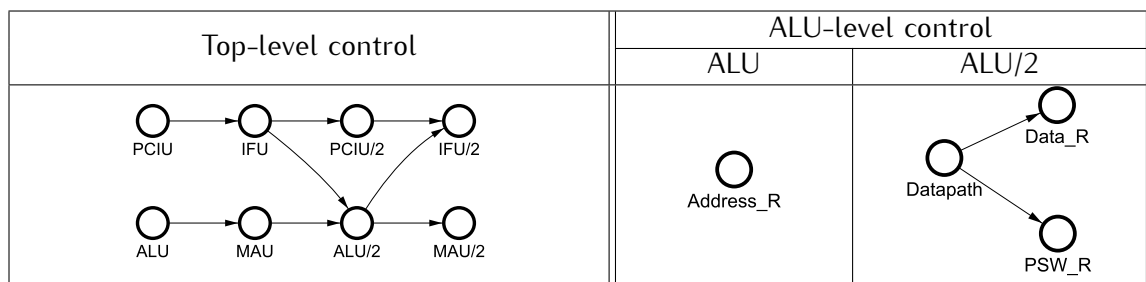 Top-level control
ALU-level control
ALU
ALU/2
PCIU
IFU
PCIU/2
IFU/2
ALU
MAU
ALU/2
MAU/2
Address_R
Data_R
Datapath
PSW_R